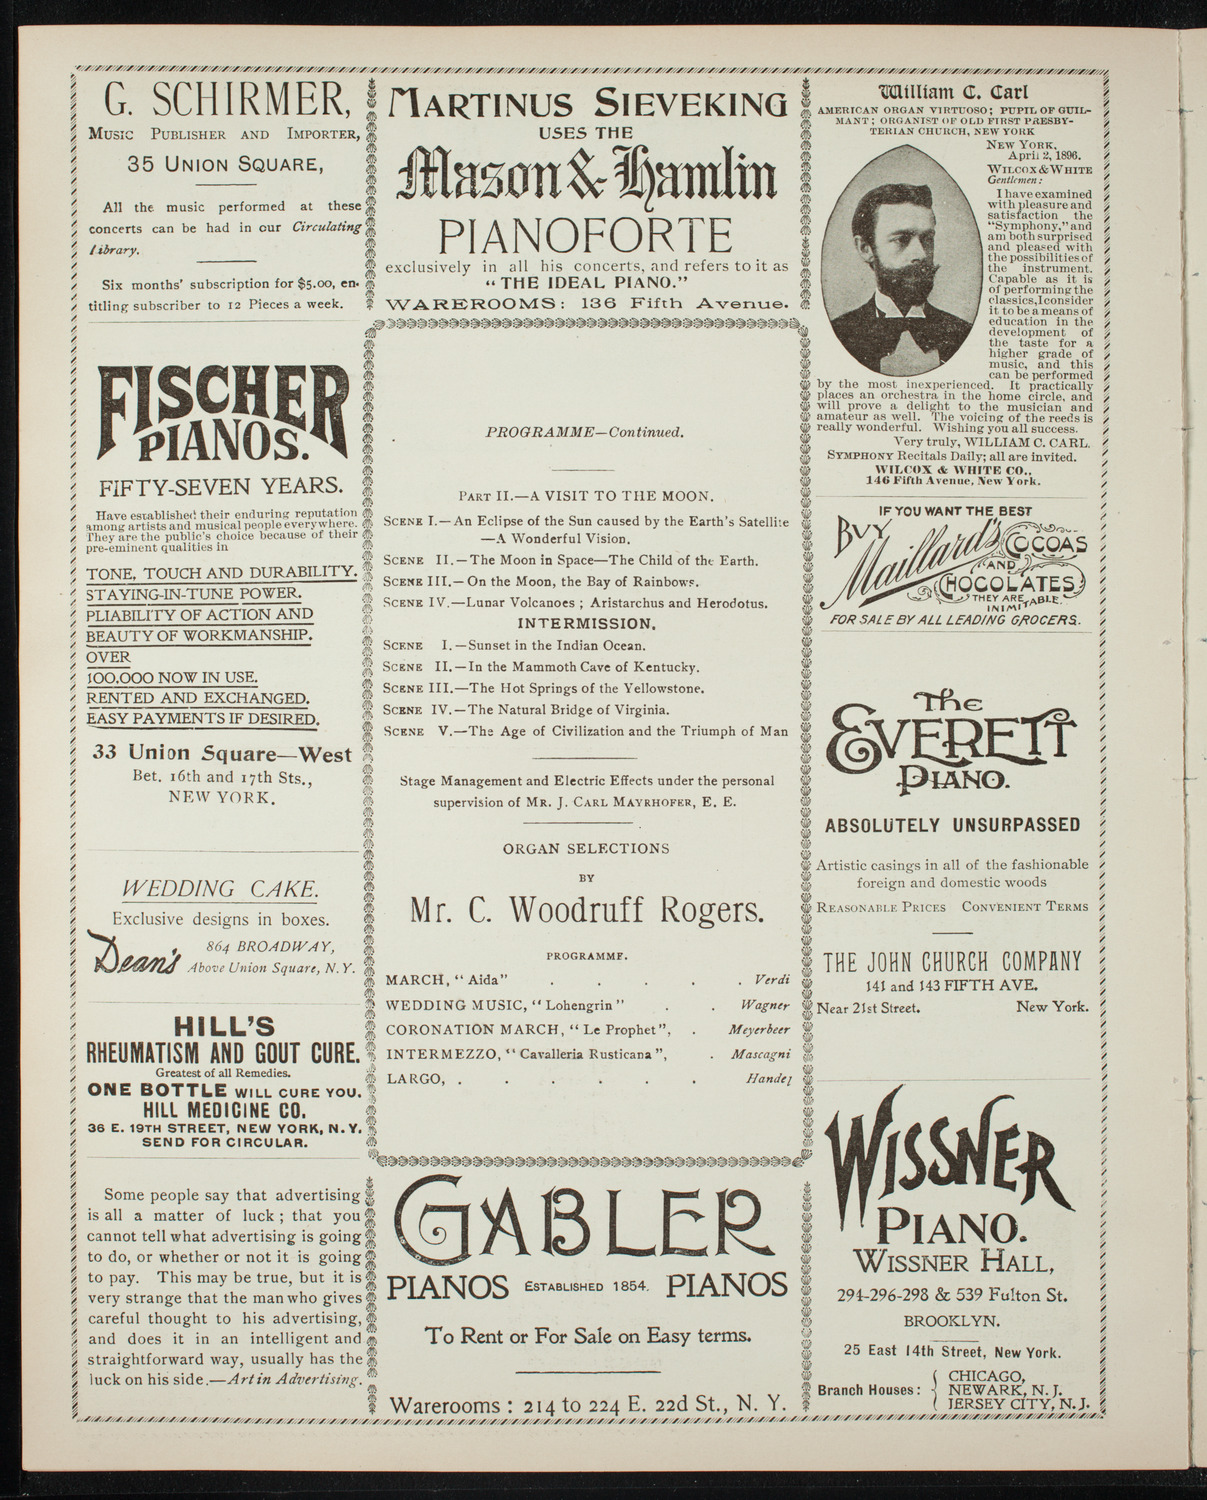 G. SCHIRMER,
MUSIC PUBLISHER AND IMPORTER,
35 UNION SQUARE,
All the music performed at these
concerts can be had in our Circulating
Library.
Six months' subscription for $5.00, en-
titling subscriber to 12 Pieces a week.
FISCHER
PIANOS.
FIFTY-SEVEN YEARS.
Have established their enduring reputation
among artists and musical people everywhere.
They are the public's choice because of their
pre-eminent qualities in
TONE, TOUCH AND DURABILITY.
STAYING-IN-TUNE POWER.
PLIABILITY OF ACTION AND
BEAUTY OF WORKMANSHIP.
OVER
100,000 NOW IN USE.
RENTED AND EXCHANGED.
EASY PAYMENTS IF DESIRED.
33 Union Square—West
Bet. 16th and 17th Sts.,
NEW YORK.
WEDDING CAKE.
Exclusive designs in boxes.
Dean's 864 BROADWAY,
Above Union Square, N. Y.
HILL'S
RHEUMATISM AND GOUT CURE.
Greatest of all Remedies.
ONE BOTTLE WILL CURE YOU.
HILL MEDICINE CO.
36 E. 19TH STREET, NEW YORK, N. Y.
SEND FOR CIRCULAR.
Some people say that advertising
is all a matter of luck; that you
cannot tell what advertising is going
to do, or whether or not it is going
to pay. This may be true, but it is
very strange that the man who gives
careful thought to his advertising,
and does it in an intelligent and
straightforward way, usually has the
luck on his side.—Art in Advertising.
MARTINUS SIEVEKING
USES THE
Mason & Hamlin
PIANOFORTE
exclusively in all his concerts, and refers to it as
"THE IDEAL PIANO."
WAREROOMS: 136 Fifth Avenue.
PROGRAMME—Continued.
PART II.—A VISIT TO THE MOON.
SCENE I.—An Eclipse of the Sun caused by the Earth's Satellite
—A Wonderful Vision.
SCENE II.—The Moon in Space—The Child of the Earth.
SCENE III.—On the Moon, the Bay of Rainbows.
SCENE IV.—Lunar Volcanoes; Aristarchus and Herodotus.
INTERMISSION.
SCENE I.—Sunset in the Indian Ocean.
SCENE II.—In the Mammoth Cave of Kentucky.
SCENE III.—The Hot Springs of the Yellowstone.
SCENE IV.—The Natural Bridge of Virginia.
SCENE V.—The Age of Civilization and the Triumph of Man
Stage Management and Electric Effects under the personal
supervision of MR. J. CARL MAYRHOFER, E. E.
ORGAN SELECTIONS
BY
Mr. C. Woodruff Rogers.
PROGRAMME.
MARCH, "Aida" . . . . . Verdi
WEDDING MUSIC, "Lohengrin" . . Wagner
CORONATION MARCH, "Le Prophet", . Meyerbeer
INTERMEZZO, "Cavalleria Rusticana", . Mascagni
LARGO, . . . . . . Handel
GABLER
PIANOS ESTABLISHED 1854. PIANOS
To Rent or For Sale on Easy terms.
Warerooms: 214 to 224 E. 22d St., N. Y.
William C. Carl
AMERICAN ORGAN VIRTUOSO; PUPIL OF GUIL-
MANT; ORGANIST OF OLD FIRST PRESBY-
TERIAN CHURCH, NEW YORK
NEW YORK,
April 2, 1896.
WILCOX & WHITE
Gentlemen:
I have examined
with pleasure and
satisfaction the
"Symphony," and
am both surprised
and pleased with
the possibilities of
the instrument.
Capable as it is
of performing the
classics, I consider
it to be a means of
education in the
development of
the taste for a
higher grade of
music, and this
can be performed
by the most inexperienced. It practically
places an orchestra in the home circle, and
will prove a delight to the musician and
amateur as well. The voicing of the reeds is
really wonderful. Wishing you all success.
Very truly, WILLIAM C. CARL.
SYMPHONY Recitals Daily; all are invited.
WILCOX & WHITE CO.,
146 Fifth Avenue, New York.
IF YOU WANT THE BEST
BUY
Maillard's
COCOAS
AND
CHOCOLATES
THEY ARE
INIMITABLE.
FOR SALE BY ALL LEADING GROCERS.
The
EVERETT
PIANO.
ABSOLUTELY UNSURPASSED
Artistic casings in all of the fashionable
foreign and domestic woods
REASONABLE PRICES CONVENIENT TERMS
THE JOHN CHURCH COMPANY
141 and 143 FIFTH AVE.
Near 21st Street. New York.
WISSNER
PIANO.
WISSNER HALL,
294-296-298 & 539 Fulton St.
BROOKLYN.
25 East 14th Street, New York.
Branch Houses: { CHICAGO,
NEWARK, N. J.
JERSEY CITY, N. J.